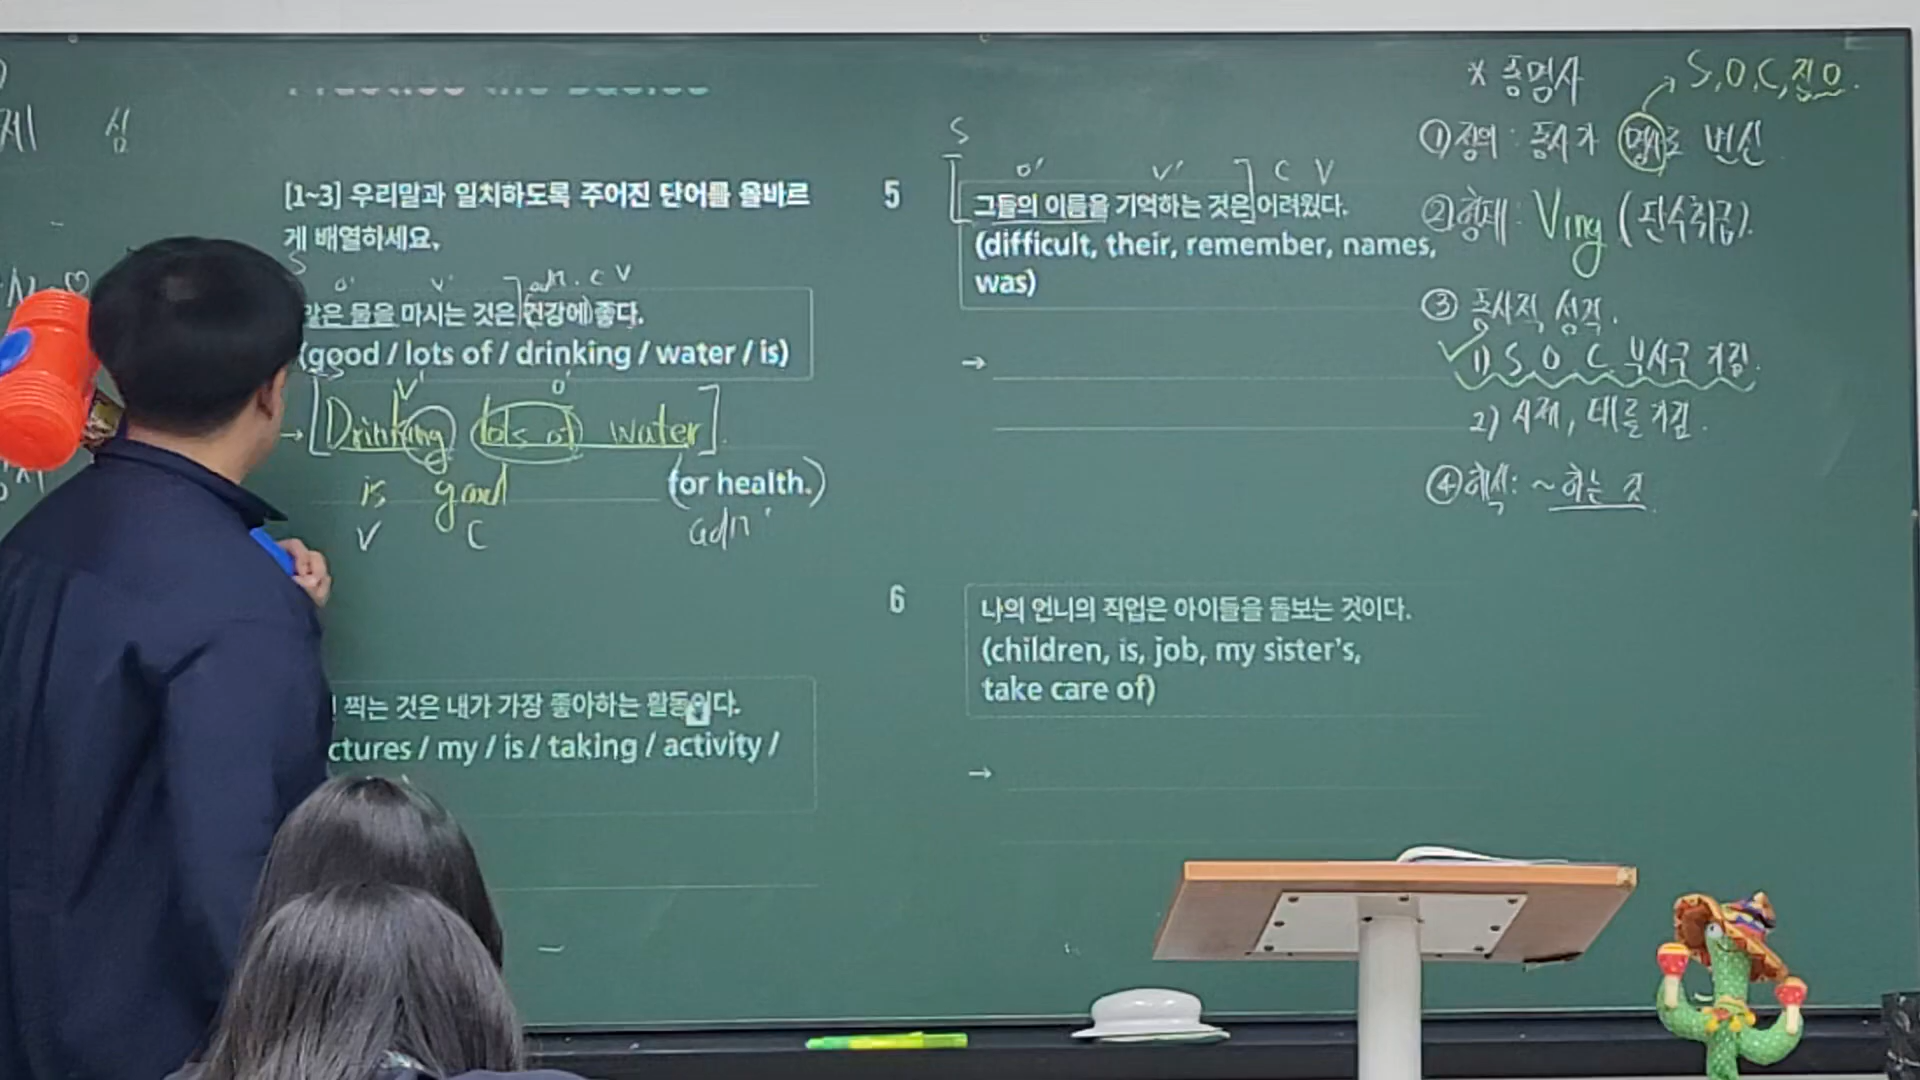 제 심
[1~3] 우리말과 일치하도록 주어진 단어를 올바르
게 배열하세요.
S
o' v' ] adv. C V
많은 물을 마시는 것은 건강에 좋다.
(good / lots of / drinking / water / is)
S V' o'
→ [Drinking lots of water].
is good (for health.)
V C adv'
찍는 것은 내가 가장 좋아하는 활동이다.
ctures / my / is / taking / activity /
S
[ o' v' ] C V
5 그들의 이름을 기억하는 것은 어려웠다.
(difficult, their, remember, names,
was)
→
6 나의 언니의 직업은 아이들을 돌보는 것이다.
(children, is, job, my sister's,
take care of)
→
* 동명사 S, O, C, 전O.
① 정의 : 동사가 명사로 변신
② 형태 : Ving (단수취급).
③ 동사적 성격.
1) S, O, C, 부사구 가짐.
2) 시제, 태를 가짐.
④ 해석: ~하는 것.